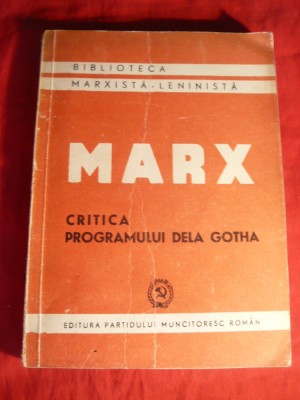 BIBLIOTECA
MARXISTĂ-LENINISTĂ
MARX
CRITICA
PROGRAMULUI DELA GOTHA
EDITURA PARTIDULUI MUNCITORESC ROMÂN